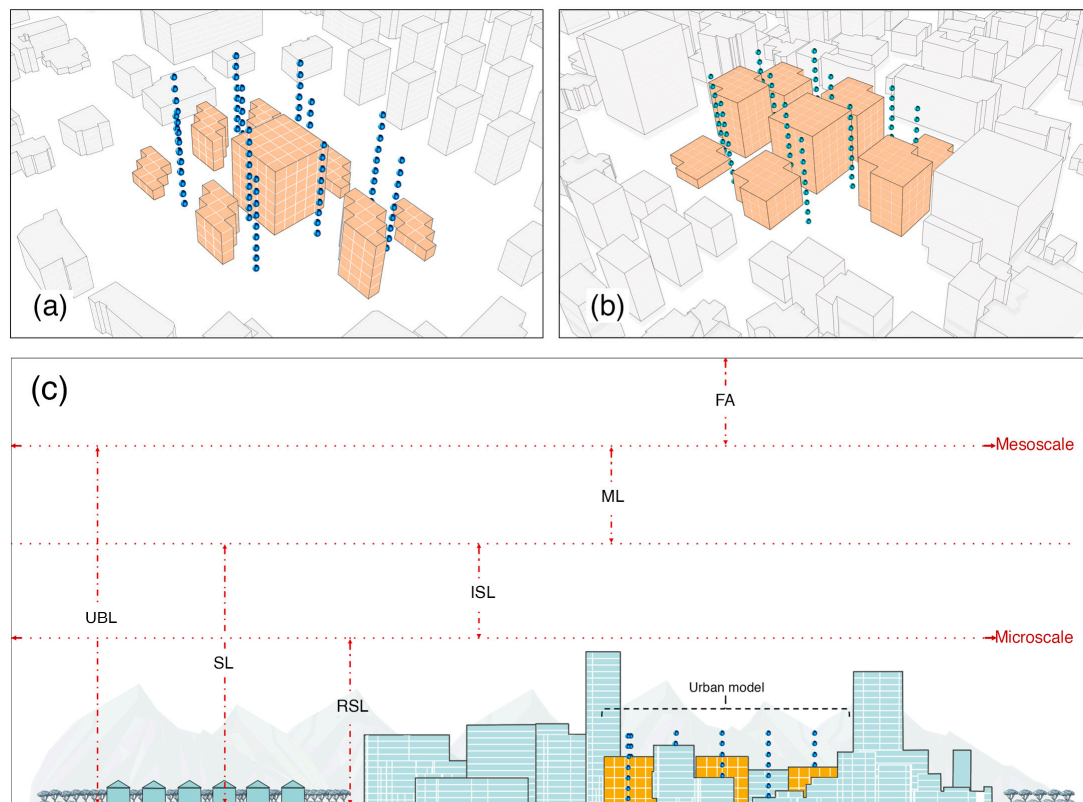 (a)
(b)
(c)
FA
Mesoscale
ML
ISL
UBL
Microscale
SL
Urban model
RSL